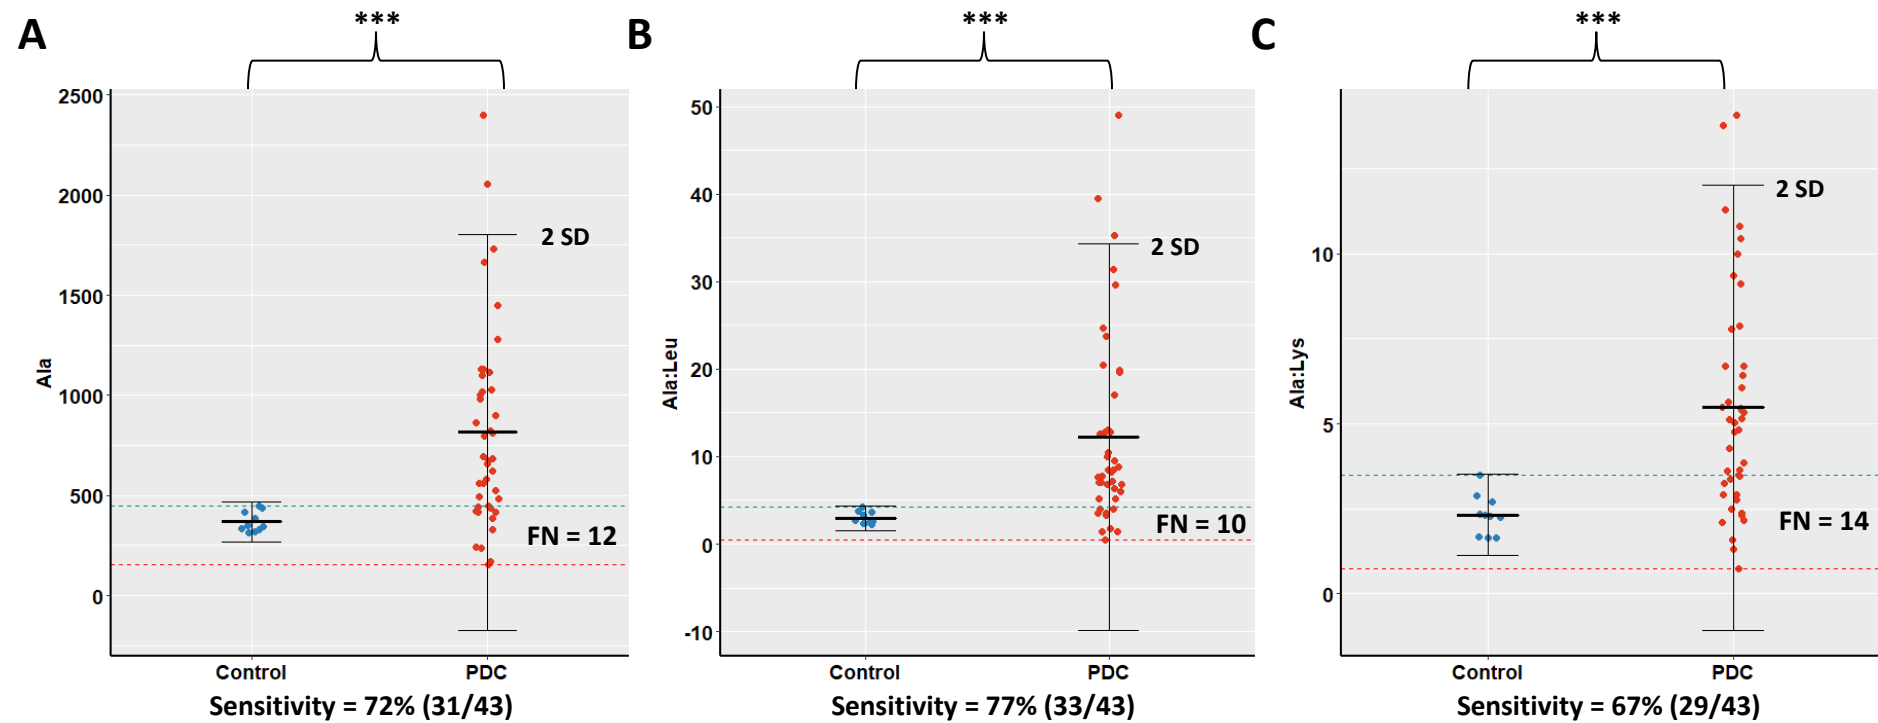 A
***
2500
2000
1500
1000
500
0
Ala
2 SD
FN = 12
Control
PDC
Sensitivity = 72% (31/43)
B
***
50
40
30
20
10
0
-10
Ala:Leu
2 SD
FN = 10
Control
PDC
Sensitivity = 77% (33/43)
C
***
10
5
0
Ala:Lys
2 SD
FN = 14
Control
PDC
Sensitivity = 67% (29/43)